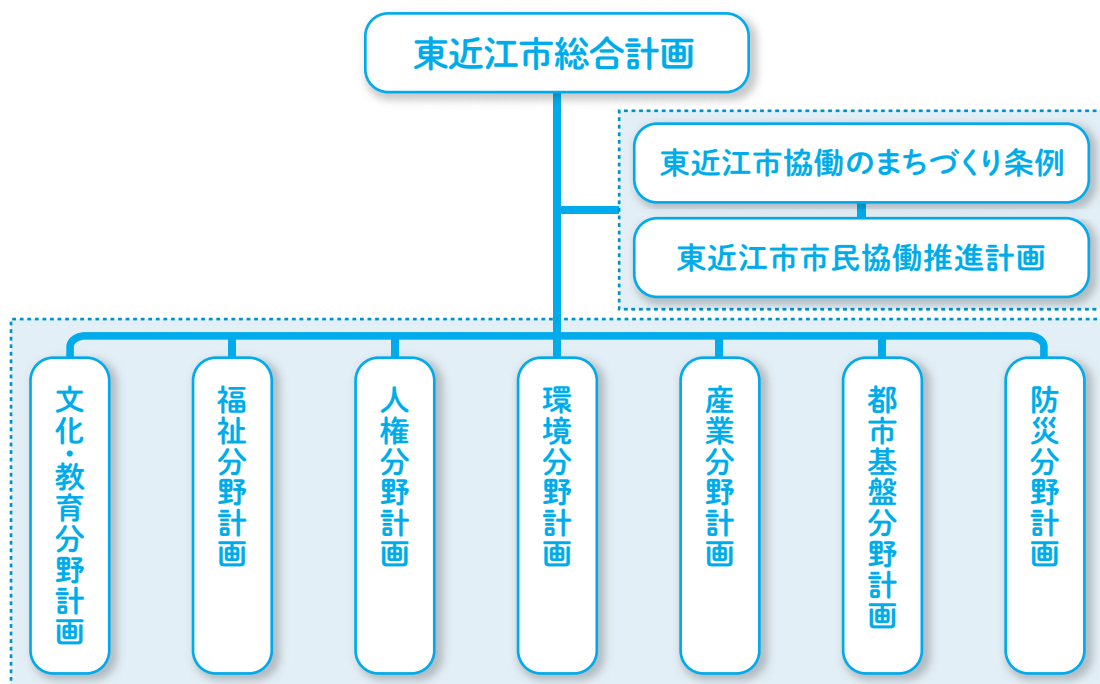 東近江市総合計画
東近江市協働のまちづくり条例
東近江市市民協働推進計画
文化・教育分野計画
福祉分野計画
人権分野計画
環境分野計画
産業分野計画
都市基盤分野計画
防災分野計画